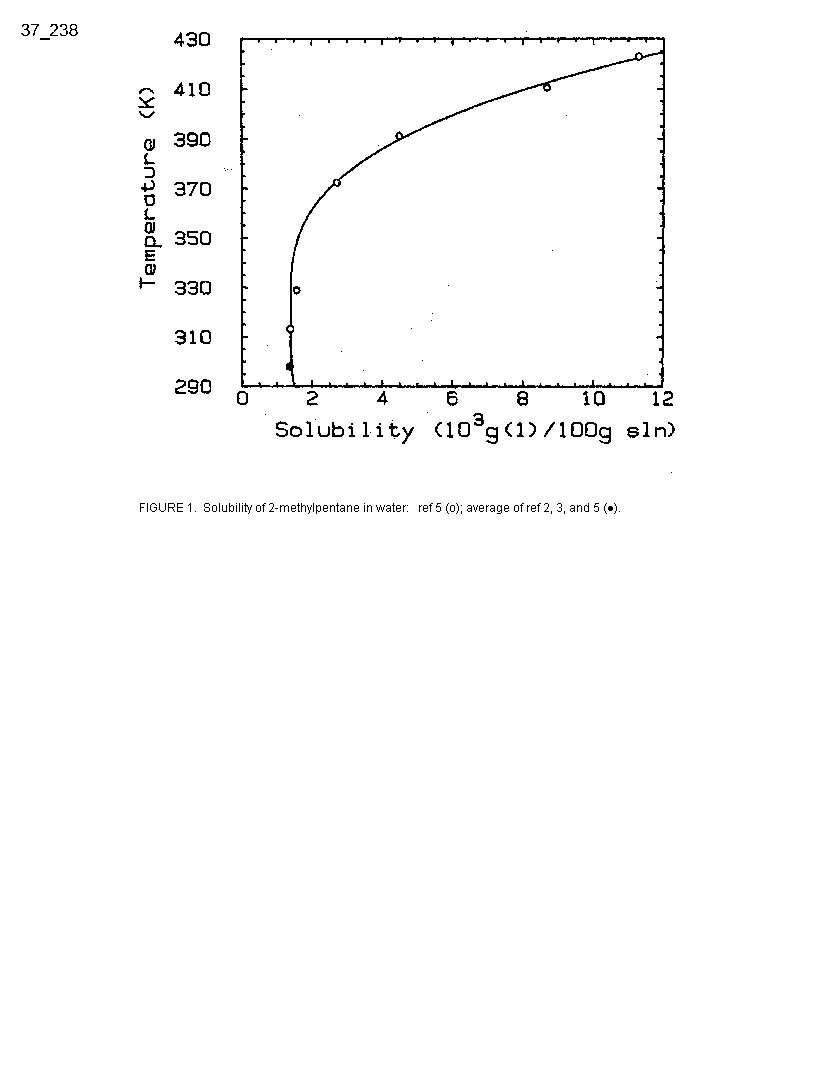 37_238
430
410
390
370
350
330
310
290
Temperature (K)
0 2 4 6 8 10 12
Solubility (10³g(1)/100g sln)
FIGURE 1. Solubility of 2-methylpentane in water: ref 5 (o); average of ref 2, 3, and 5 (●).